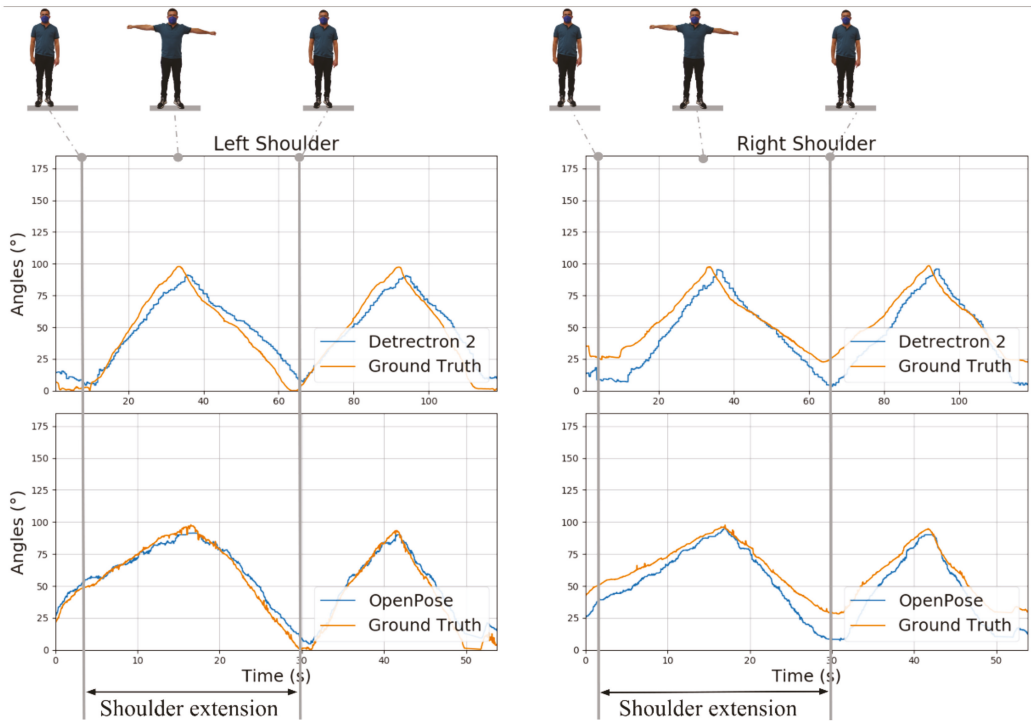 Left Shoulder
Right Shoulder
175
150
125
100
75
50
25
0
Angles (°)
Detrectron 2
Ground Truth
0 20 40 60 80 100
175
150
125
100
75
50
25
0
Detrectron 2
Ground Truth
0 20 40 60 80 100
175
150
125
100
75
50
25
0
Angles (°)
OpenPose
Ground Truth
0 10 20 30 40 50
Time (s)
175
150
125
100
75
50
25
0
OpenPose
Ground Truth
0 10 20 30 40 50
Time (s)
Shoulder extension
Shoulder extension